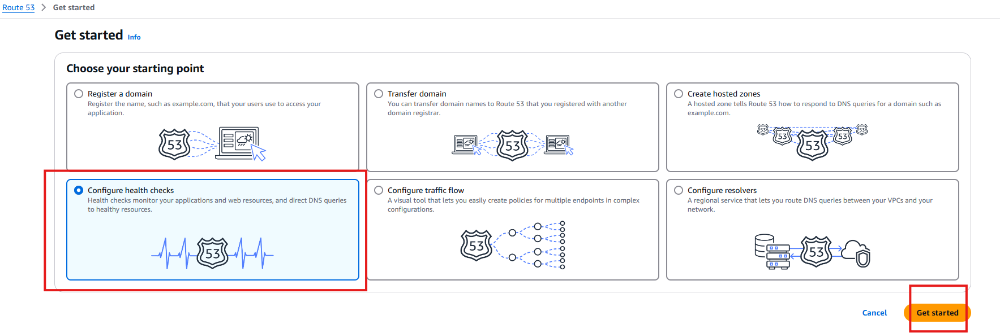 Route 53 > Get started
Get started Info
Choose your starting point
Register a domain
Register the name, such as example.com, that your users use to access your
application.
53
Transfer domain
You can transfer domain names to Route 53 that you registered with another
domain registrar.
53
Create hosted zones
A hosted zone tells Route 53 how to respond to DNS queries for a domain such as
example.com.
53 53 53 53 53
Configure health checks
Health checks monitor your applications and web resources, and direct DNS queries
to healthy resources.
53
Configure traffic flow
A visual tool that lets you easily create policies for multiple endpoints in complex
configurations.
53
Configure resolvers
A regional service that lets you route DNS queries between your VPCs and your
network.
53
Cancel Get started